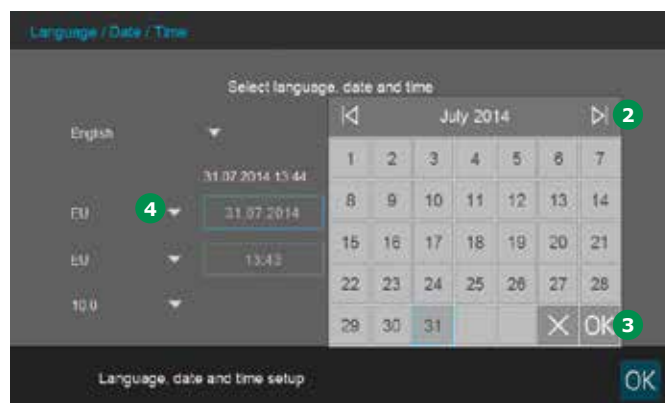 Language / Date / Time
Select language, date and time
July 2014
2
English
1 2 3 4 5 6 7
31.07.2014 13:44
8 9 10 11 12 13 14
EU
4
31.07.2014
15 16 17 18 19 20 21
EU
13:43
22 23 24 25 26 27 28
10.0
29 30 31
OK
3
Language, date and time setup
OK